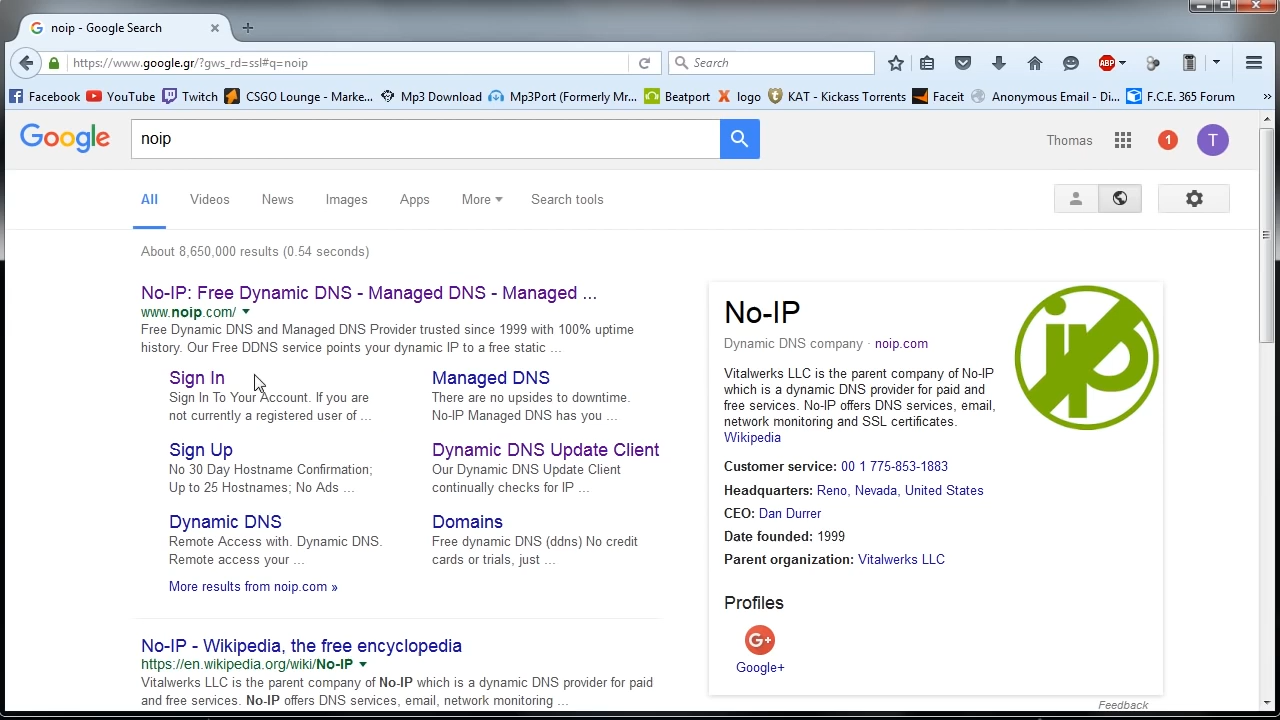 noip - Google Search
https://www.google.gr/?gws_rd=ssl#q=noip
Search
ABP
Facebook
YouTube
Twitch
CSGO Lounge - Marke...
Mp3 Download
Mp3Port (Formerly Mr...
Beatport
logo
KAT - Kickass Torrents
Faceit
Anonymous Email - Di...
F.C.E. 365 Forum
Google
noip
Thomas
1
T
All
Videos
News
Images
Apps
More
Search tools
About 8,650,000 results (0.54 seconds)
No-IP: Free Dynamic DNS - Managed DNS - Managed ...
www.noip.com/
Free Dynamic DNS and Managed DNS Provider trusted since 1999 with 100% uptime
history. Our Free DDNS service points your dynamic IP to a free static ...
Sign In
Sign In To Your Account. If you are
not currently a registered user of ...
Managed DNS
There are no upsides to downtime.
No-IP Managed DNS has you ...
Sign Up
No 30 Day Hostname Confirmation;
Up to 25 Hostnames; No Ads ...
Dynamic DNS Update Client
Our Dynamic DNS Update Client
continually checks for IP ...
Dynamic DNS
Remote Access with. Dynamic DNS.
Remote access your ...
Domains
Free dynamic DNS (ddns) No credit
cards or trials, just ...
More results from noip.com »
No-IP - Wikipedia, the free encyclopedia
https://en.wikipedia.org/wiki/No-IP
Vitalwerks LLC is the parent company of No-IP which is a dynamic DNS provider for paid
and free services. No-IP offers DNS services, email, network monitoring ...
No-IP
Dynamic DNS company · noip.com
ip
Vitalwerks LLC is the parent company of No-IP
which is a dynamic DNS provider for paid and
free services. No-IP offers DNS services, email,
network monitoring and SSL certificates.
Wikipedia
Customer service: 00 1 775-853-1883
Headquarters: Reno, Nevada, United States
CEO: Dan Durrer
Date founded: 1999
Parent organization: Vitalwerks LLC
Profiles
G+
Google+
Feedback